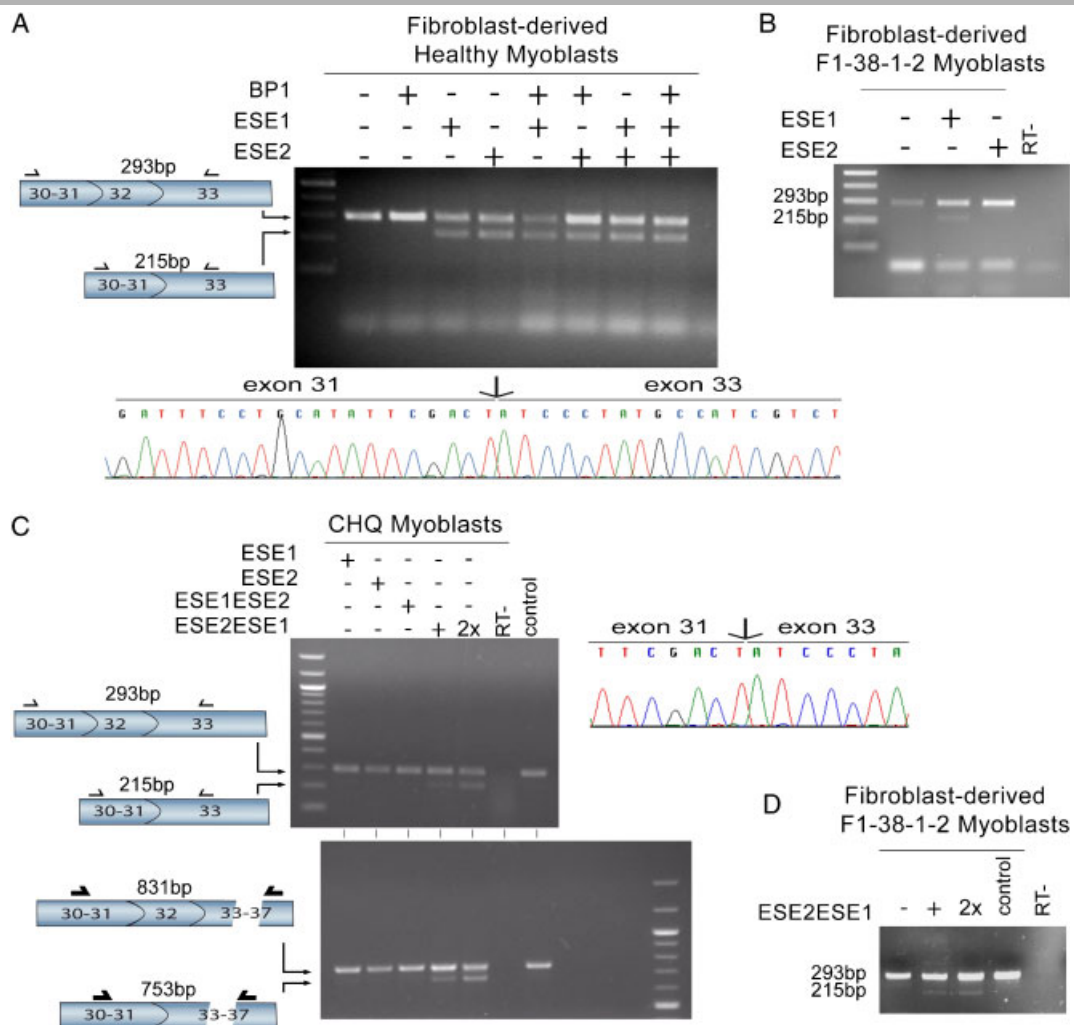 A
Fibroblast-derived
Healthy Myoblasts
BP1 - + - - + + - +
ESE1 - - + - + - + +
ESE2 - - - + - + + +
293bp
30-31 32 33
215bp
30-31 33
B
Fibroblast-derived
F1-38-1-2 Myoblasts
ESE1 - + -
ESE2 - - +
RT-
293bp
215bp
exon 31 exon 33
G A T T T C C T G C A T A T T C G A C T A T C C C T A T G C C A T C G T C T
C
CHQ Myoblasts
ESE1 + - - - -
ESE2 - + - - -
ESE1ESE2 - - + - -
ESE2ESE1 - - - + 2x
RT-
control
293bp
30-31 32 33
215bp
30-31 33
exon 31 exon 33
T T C G A C T A T C C C T A
831bp
30-31 32 33-37
753bp
30-31 33-37
D
Fibroblast-derived
F1-38-1-2 Myoblasts
ESE2ESE1 - + 2x
control
RT-
293bp
215bp